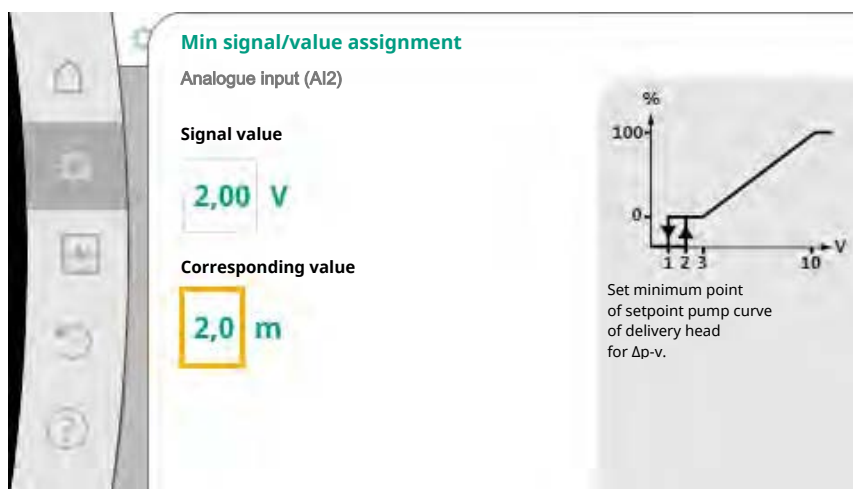 Min signal/value assignment
Analogue input (AI2)
Signal value
2,00 V
Corresponding value
2,0 m
%
100
0
1 2 3 10 V
Set minimum point
of setpoint pump curve
of delivery head
for Δp-v.
?